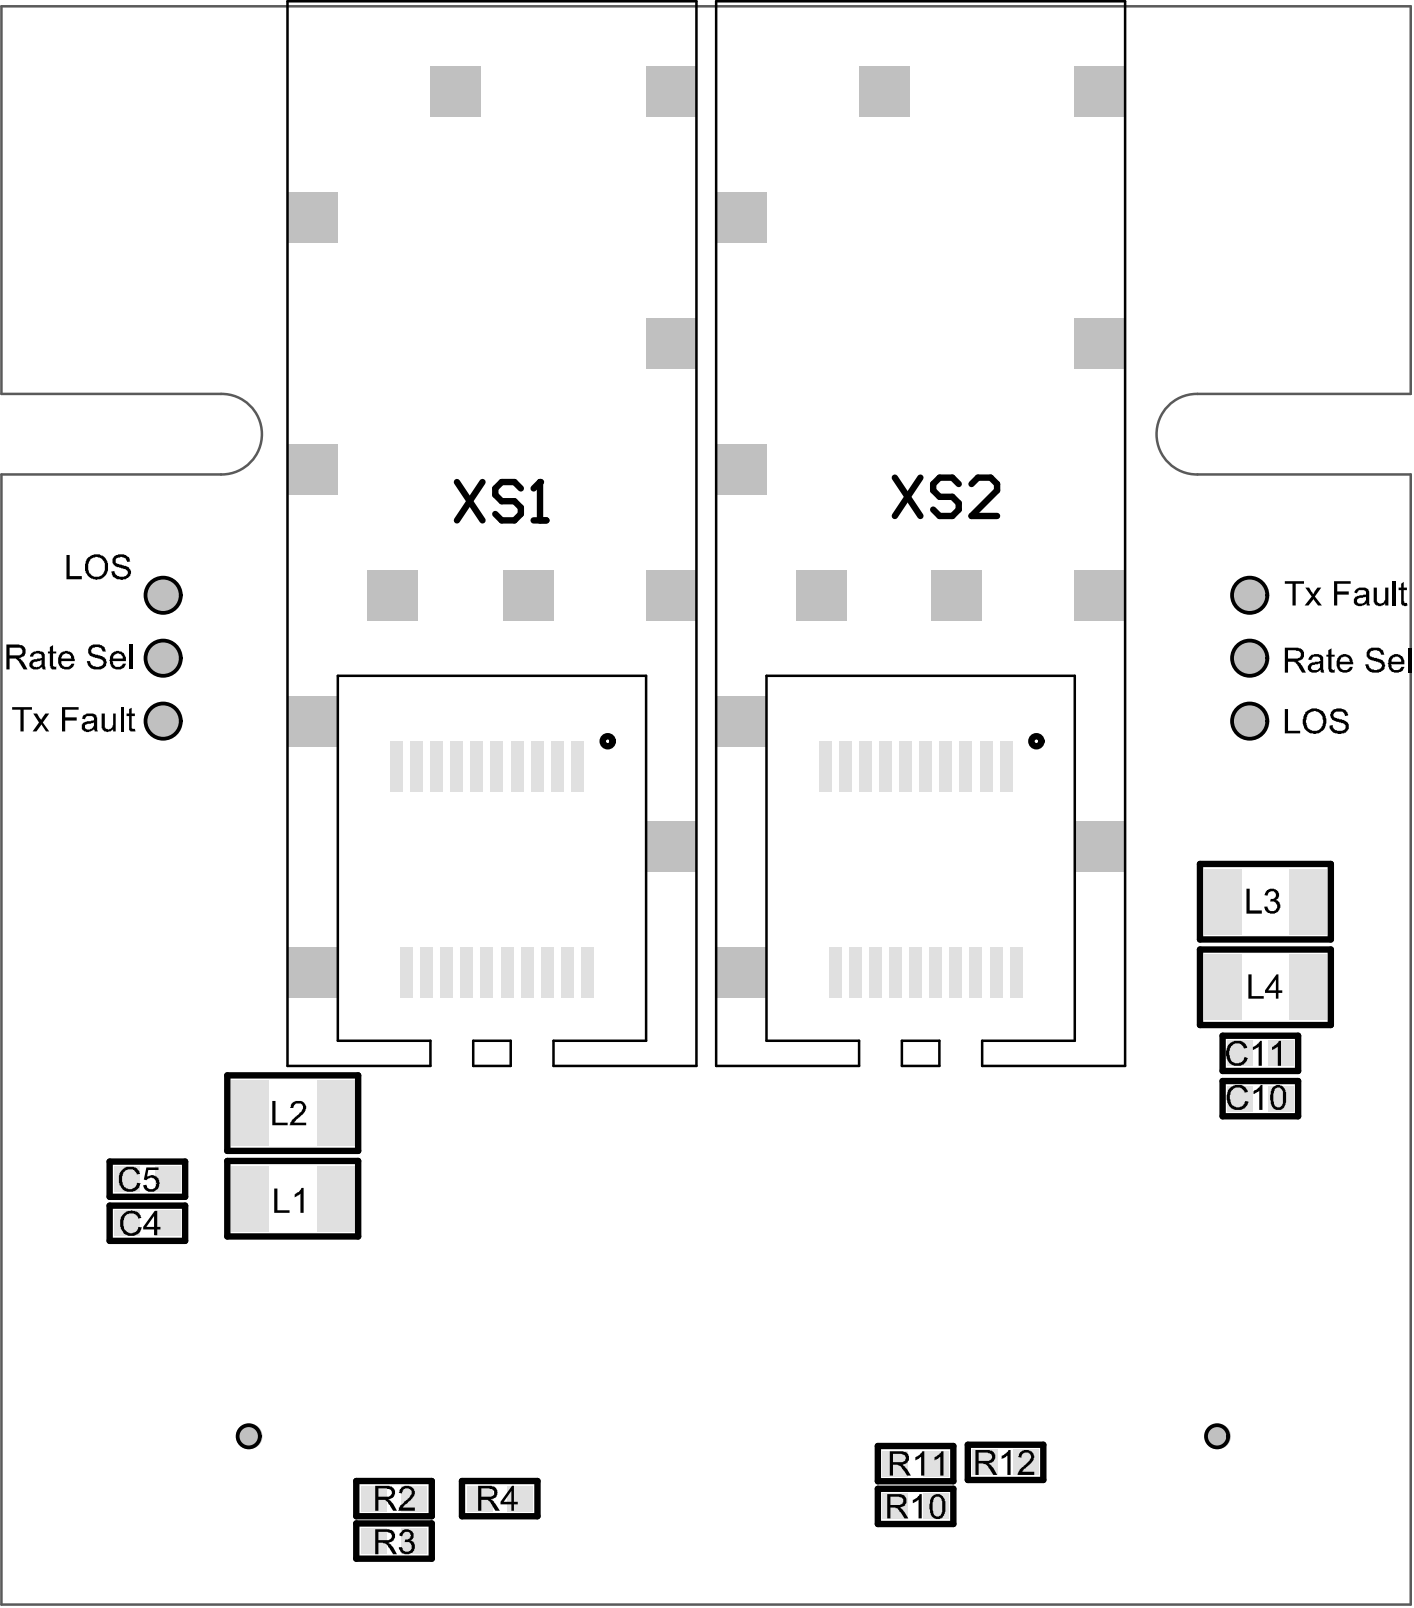 XS1
XS2
LOS
Rate Sel
Tx Fault
Tx Fault
Rate Sel
LOS
L3
L4
C11
C10
L2
L1
C5
C4
R11
R12
R10
R2
R4
R3